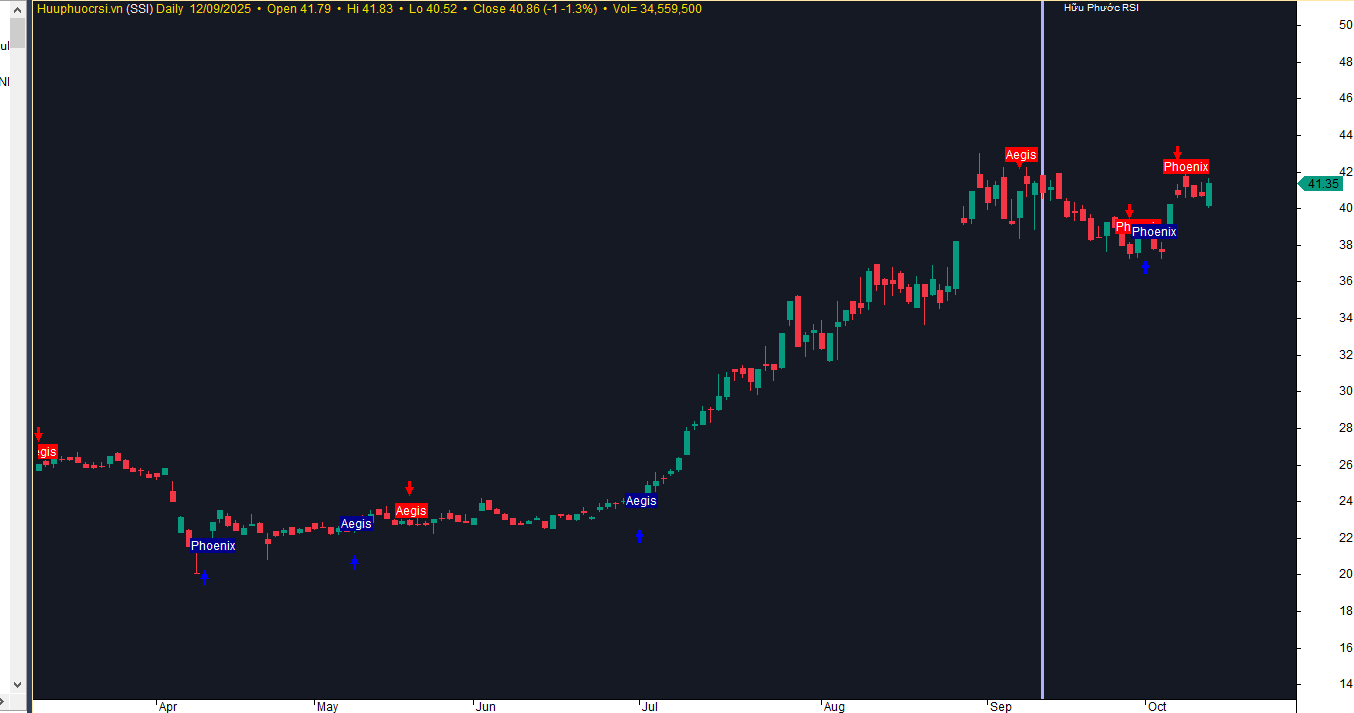 Huuphuocrsi.vn (SSI) Daily 12/09/2025 • Open 41.79 • Hi 41.83 • Lo 40.52 • Close 40.86 (-1 -1.3%) • Vol= 34,559,500
Hữu Phước RSI
50
48
46
44
Aegis
Phoenix
42
41.35
40
Phoenix
38
36
34
32
30
28
26
24
Aegis
Aegis
Aegis
22
Phoenix
20
18
16
14
Apr
May
Jun
Jul
Aug
Sep
Oct